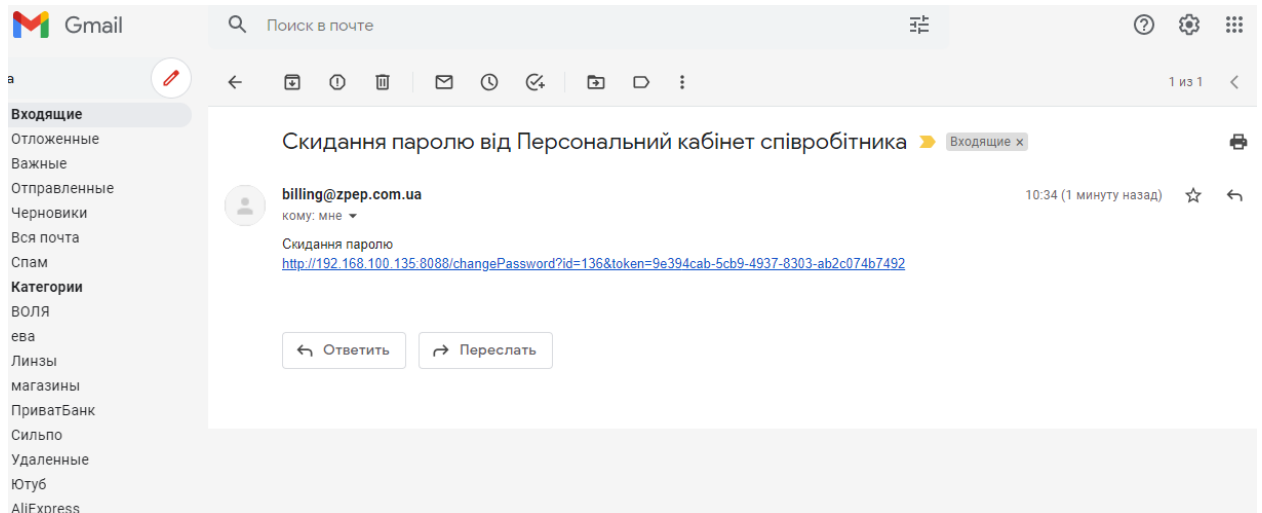 Gmail
Поиск в почте
а
1 из 1
Входящие
Отложенные
Важные
Отправленные
Черновики
Вся почта
Спам
Категории
ВОЛЯ
ева
Линзы
магазины
ПриватБанк
Сильпо
Удаленные
Ютуб
AliExpress
Скидання паролю від Персональний кабінет співробітника Входящие x
billing@zpep.com.ua 10:34 (1 минуту назад)
кому: мне
Скидання паролю
http://192.168.100.135:8088/changePassword?id=136&token=9e394cab-5cb9-4937-8303-ab2c074b7492
Ответить Переслать